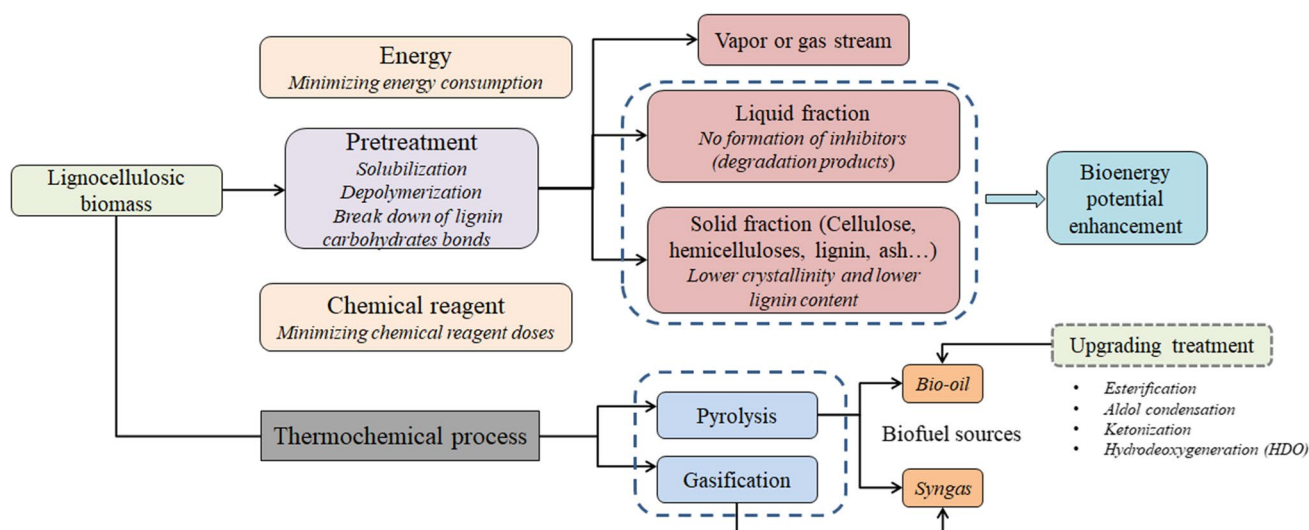 Energy
Minimizing energy consumption
Vapor or gas stream
Lignocellulosic
biomass
Pretreatment
Solubilization
Depolymerization
Break down of lignin
carbohydrates bonds
Liquid fraction
No formation of inhibitors
(degradation products)
Solid fraction (Cellulose,
hemicelluloses, lignin, ash…)
Lower crystallinity and lower
lignin content
Bioenergy
potential
enhancement
Chemical reagent
Minimizing chemical reagent doses
Thermochemical process
Pyrolysis
Gasification
Bio-oil
Biofuel sources
Syngas
Upgrading treatment
• Esterification
• Aldol condensation
• Ketonization
• Hydrodeoxygeneration (HDO)